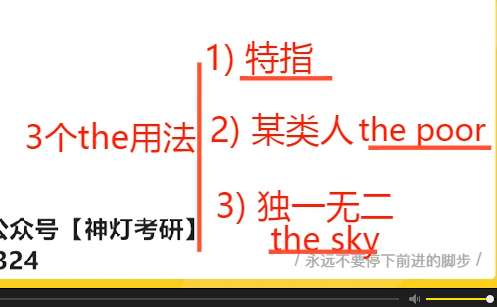 1) 特指
3个the用法
2) 某类人 the poor
3) 独一无二
the sky
公众号【神灯考研】
324
/ 永远不要停下前进的脚步 /